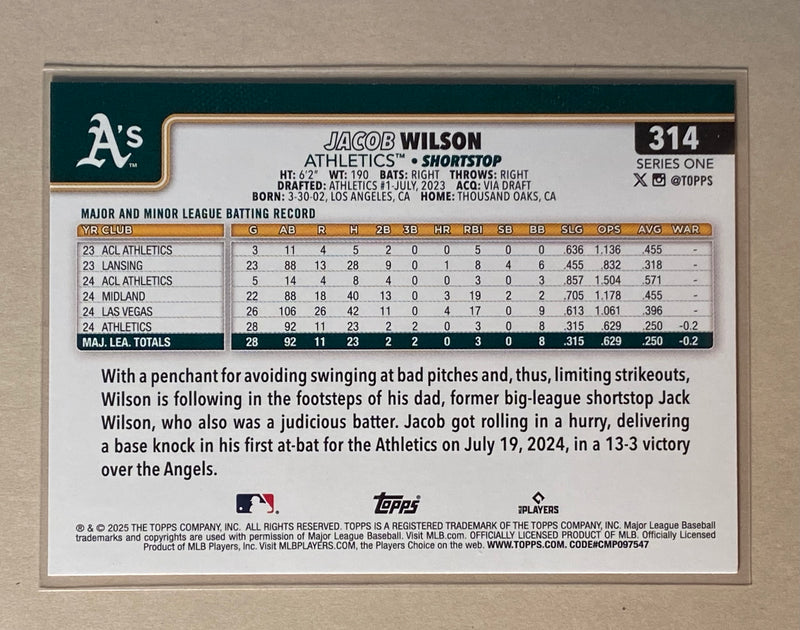 A's™
JACOB WILSON
314
ATHLETICS™ • SHORTSTOP
SERIES ONE
@TOPPS
HT: 6'2" WT: 190 BATS: RIGHT THROWS: RIGHT
DRAFTED: ATHLETICS #1-JULY, 2023 ACQ: VIA DRAFT
BORN: 3-30-02, LOS ANGELES, CA HOME: THOUSAND OAKS, CA
MAJOR AND MINOR LEAGUE BATTING RECORD
YR CLUB G AB R H 2B 3B HR RBI SB BB SLG OPS AVG WAR
23 ACL ATHLETICS 3 11 4 5 2 0 0 5 0 0 .636 1.136 .455 -
23 LANSING 23 88 13 28 9 0 1 8 4 6 .455 .832 .318 -
24 ACL ATHLETICS 5 14 4 8 4 0 0 3 0 0 .857 1.504 .571 -
24 MIDLAND 22 88 18 40 13 0 3 19 2 2 .705 1.178 .455 -
24 LAS VEGAS 26 106 26 42 11 0 4 17 0 9 .613 1.061 .396 -
24 ATHLETICS 28 92 11 23 2 2 0 3 0 8 .315 .629 .250 -0.2
MAJ. LEA. TOTALS 28 92 11 23 2 2 0 3 0 8 .315 .629 .250 -0.2
With a penchant for avoiding swinging at bad pitches and, thus, limiting strikeouts,
Wilson is following in the footsteps of his dad, former big-league shortstop Jack
Wilson, who also was a judicious batter. Jacob got rolling in a hurry, delivering
a base knock in his first at-bat for the Athletics on July 19, 2024, in a 13-3 victory
over the Angels.
Topps
MLB PLAYERS
® & © 2025 THE TOPPS COMPANY, INC. ALL RIGHTS RESERVED. TOPPS IS A REGISTERED TRADEMARK OF THE TOPPS COMPANY, INC. Major League Baseball
trademarks and copyrights are used with permission of Major League Baseball. Visit MLB.com. OFFICIALLY LICENSED PRODUCT OF MLB. Officially Licensed
Product of MLB Players, Inc. Visit MLBPLAYERS.COM, the Players Choice on the web. WWW.TOPPS.COM. CODE#CMP097547